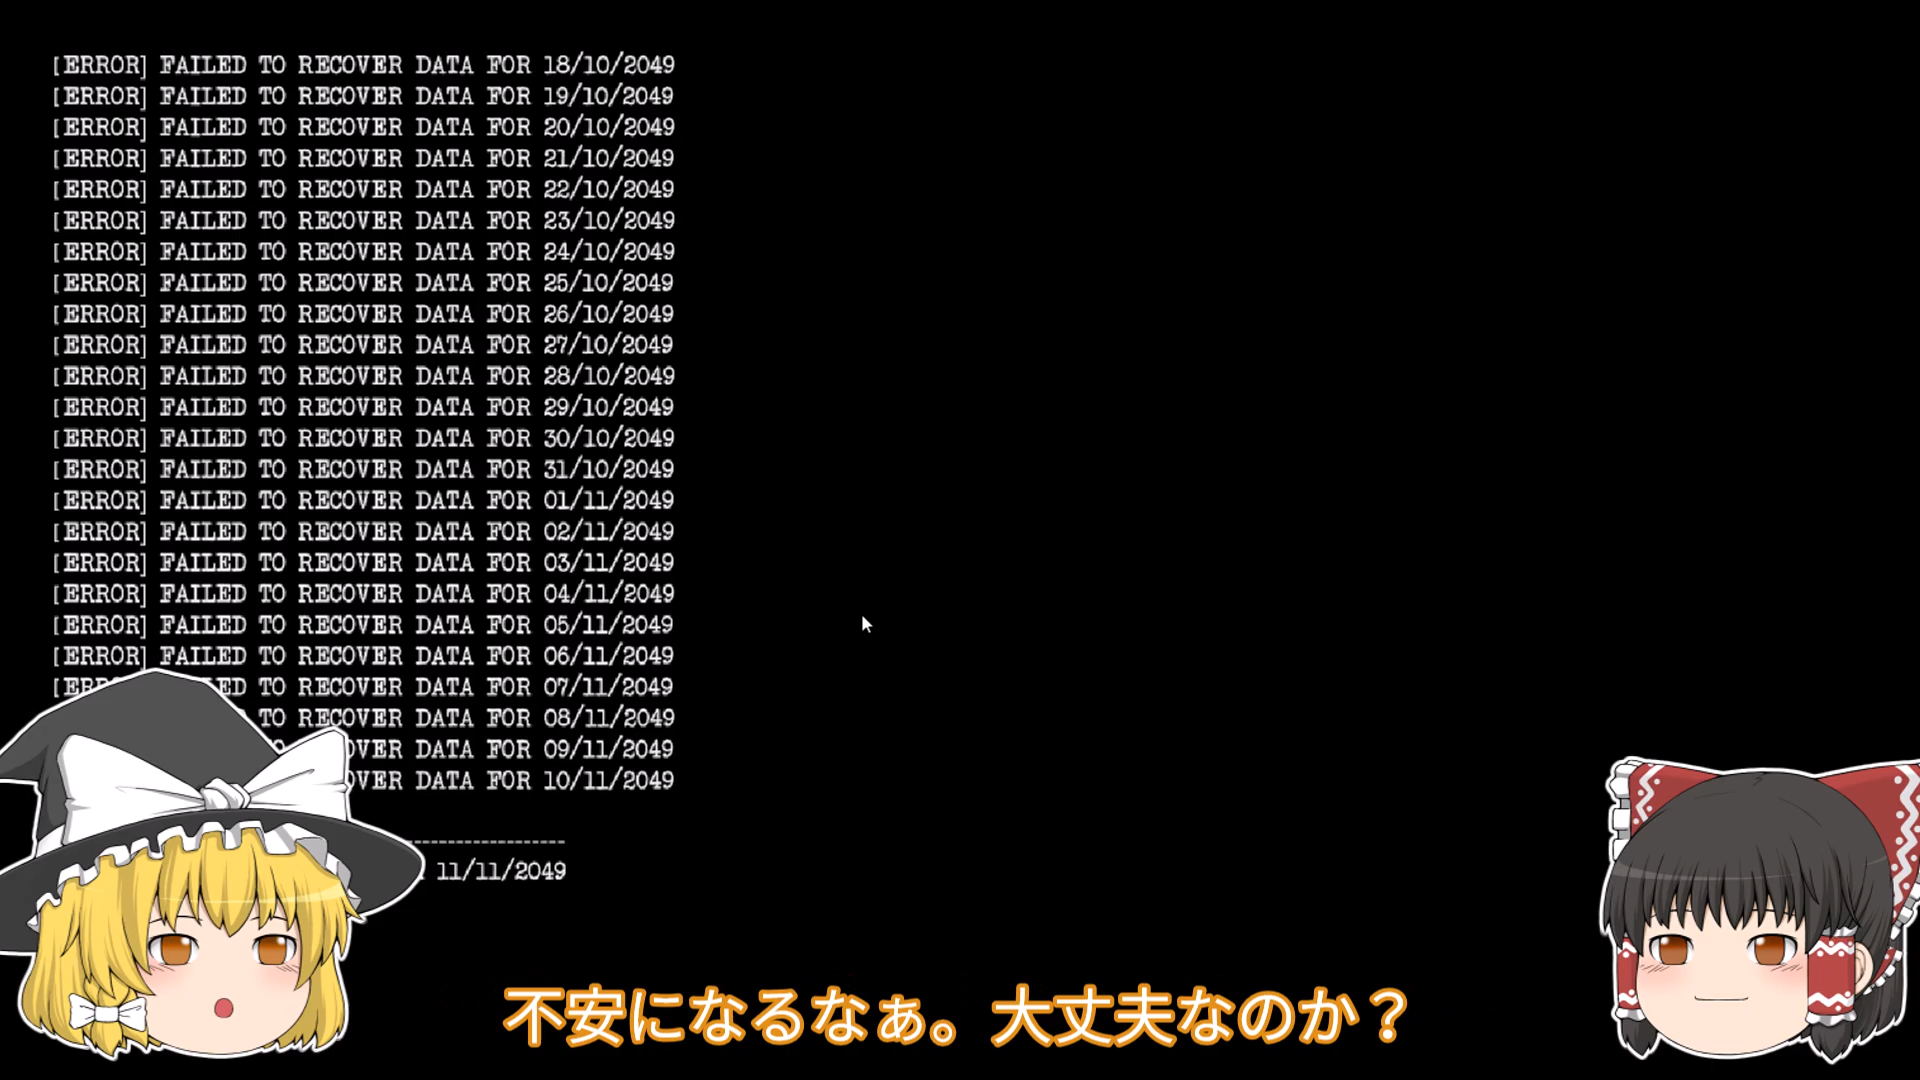 [ERROR] FAILED TO RECOVER DATA FOR 18/10/2049
[ERROR] FAILED TO RECOVER DATA FOR 19/10/2049
[ERROR] FAILED TO RECOVER DATA FOR 20/10/2049
[ERROR] FAILED TO RECOVER DATA FOR 21/10/2049
[ERROR] FAILED TO RECOVER DATA FOR 22/10/2049
[ERROR] FAILED TO RECOVER DATA FOR 23/10/2049
[ERROR] FAILED TO RECOVER DATA FOR 24/10/2049
[ERROR] FAILED TO RECOVER DATA FOR 25/10/2049
[ERROR] FAILED TO RECOVER DATA FOR 26/10/2049
[ERROR] FAILED TO RECOVER DATA FOR 27/10/2049
[ERROR] FAILED TO RECOVER DATA FOR 28/10/2049
[ERROR] FAILED TO RECOVER DATA FOR 29/10/2049
[ERROR] FAILED TO RECOVER DATA FOR 30/10/2049
[ERROR] FAILED TO RECOVER DATA FOR 31/10/2049
[ERROR] FAILED TO RECOVER DATA FOR 01/11/2049
[ERROR] FAILED TO RECOVER DATA FOR 02/11/2049
[ERROR] FAILED TO RECOVER DATA FOR 03/11/2049
[ERROR] FAILED TO RECOVER DATA FOR 04/11/2049
[ERROR] FAILED TO RECOVER DATA FOR 05/11/2049
[ERROR] FAILED TO RECOVER DATA FOR 06/11/2049
TO RECOVER DATA FOR 07/11/2049
TO RECOVER DATA FOR 08/11/2049
DATA FOR 09/11/2049
DATA FOR 10/11/2049
11/11/2049
不安になるなぁ。大丈夫なのか？